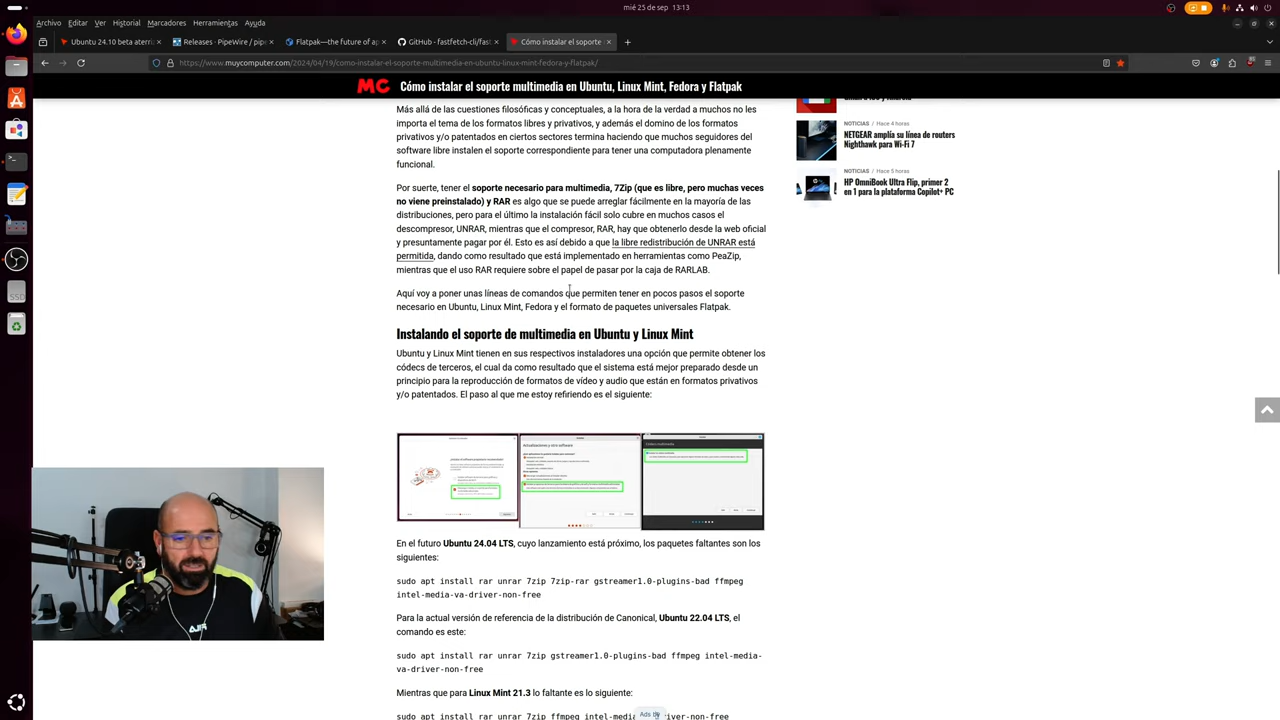 mié 25 de sep 13:13
Archivo Editar Ver Historial Marcadores Herramientas Ayuda
Ubuntu 24.10 beta aterri
Releases · PipeWire / pip
Flatpak—the future of ap
GitHub - fastfetch-cli/fast
Cómo instalar el soporte
https://www.muycomputer.com/2024/04/19/como-instalar-el-soporte-multimedia-en-ubuntu-linux-mint-fedora-y-flatpak/
MC Cómo instalar el soporte multimedia en Ubuntu, Linux Mint, Fedora y Flatpak
Más allá de las cuestiones filosóficas y conceptuales, a la hora de la verdad a muchos no les
importa el tema de los formatos libres y privativos, y además el domino de los formatos
privativos y/o patentados en ciertos sectores termina haciendo que muchos seguidores del
software libre instalen el soporte correspondiente para tener una computadora plenamente
funcional.
Por suerte, tener el soporte necesario para multimedia, 7Zip (que es libre, pero muchas veces
no viene preinstalado) y RAR es algo que se puede arreglar fácilmente en la mayoría de las
distribuciones, pero para el último la instalación fácil solo cubre en muchos casos el
descompresor, UNRAR, mientras que el compresor, RAR, hay que obtenerlo desde la web oficial
y presuntamente pagar por él. Esto es así debido a que la libre redistribución de UNRAR está
permitida, dando como resultado que está implementado en herramientas como PeaZip,
mientras que el uso RAR requiere sobre el papel de pasar por la caja de RARLAB.
Aquí voy a poner unas líneas de comandos que permiten tener en pocos pasos el soporte
necesario en Ubuntu, Linux Mint, Fedora y el formato de paquetes universales Flatpak.
Instalando el soporte de multimedia en Ubuntu y Linux Mint
Ubuntu y Linux Mint tienen en sus respectivos instaladores una opción que permite obtener los
códecs de terceros, el cual da como resultado que el sistema está mejor preparado desde un
principio para la reproducción de formatos de vídeo y audio que están en formatos privativos
y/o patentados. El paso al que me estoy refiriendo es el siguiente:
En el futuro Ubuntu 24.04 LTS, cuyo lanzamiento está próximo, los paquetes faltantes son los
siguientes:
sudo apt install rar unrar 7zip 7zip-rar gstreamer1.0-plugins-bad ffmpeg
intel-media-va-driver-non-free
Para la actual versión de referencia de la distribución de Canonical, Ubuntu 22.04 LTS, el
comando es este:
sudo apt install rar unrar 7zip gstreamer1.0-plugins-bad ffmpeg intel-media-
va-driver-non-free
Mientras que para Linux Mint 21.3 lo faltante es lo siguiente:
sudo apt install rar unrar 7zip ffmpeg intel-media
river-non-free
Ads by
NOTICIAS / Hace 4 horas
NETGEAR amplía su línea de routers
Nighthawk para Wi-Fi 7
NOTICIAS / Hace 5 horas
HP OmniBook Ultra Flip, primer 2
en 1 para la plataforma Copilot+ PC
SSD